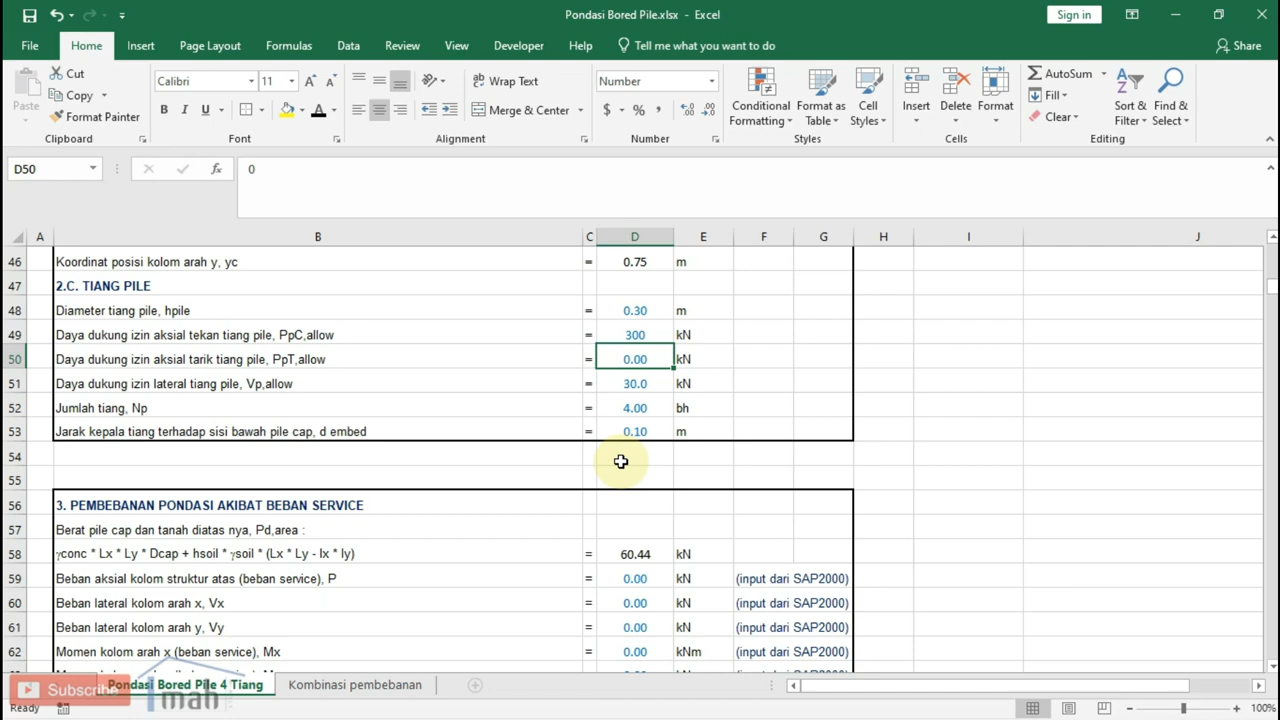 Pondasi Bored Pile.xlsx - Excel
Sign in
File Home Insert Page Layout Formulas Data Review View Developer Help Tell me what you want to do Share
Paste
Cut
Copy
Format Painter
Clipboard
Calibri 11
B I U
Font
Wrap Text
Merge & Center
Alignment
Number
$ % ,
Number
Conditional Formatting
Format as Table
Cell Styles
Styles
Insert
Delete
Format
Cells
AutoSum
Fill
Clear
Sort & Filter
Find & Select
Editing
D50 fx 0
A B C D E F G H I J
46 Koordinat posisi kolom arah y, yc = 0.75 m
47 2.C. TIANG PILE
48 Diameter tiang pile, hpile = 0.30 m
49 Daya dukung izin aksial tekan tiang pile, PpC,allow = 300 kN
50 Daya dukung izin aksial tarik tiang pile, PpT,allow = 0.00 kN
51 Daya dukung izin lateral tiang pile, Vp,allow = 30.0 kN
52 Jumlah tiang, Np = 4.00 bh
53 Jarak kepala tiang terhadap sisi bawah pile cap, d embed = 0.10 m
54
55
56 3. PEMBEBANAN PONDASI AKIBAT BEBAN SERVICE
57 Berat pile cap dan tanah diatas nya, Pd,area :
58 γconc * Lx * Ly * Dcap + hsoil * γsoil * (Lx * Ly - lx * ly) = 60.44 kN
59 Beban aksial kolom struktur atas (beban service), P = 0.00 kN (input dari SAP2000)
60 Beban lateral kolom arah x, Vx = 0.00 kN (input dari SAP2000)
61 Beban lateral kolom arah y, Vy = 0.00 kN (input dari SAP2000)
62 Momen kolom arah x (beban service), Mx = 0.00 kNm (input dari SAP2000)
Subscribe
Imah
Pondasi Bored Pile 4 Tiang Kombinasi pembebanan
Ready 100%